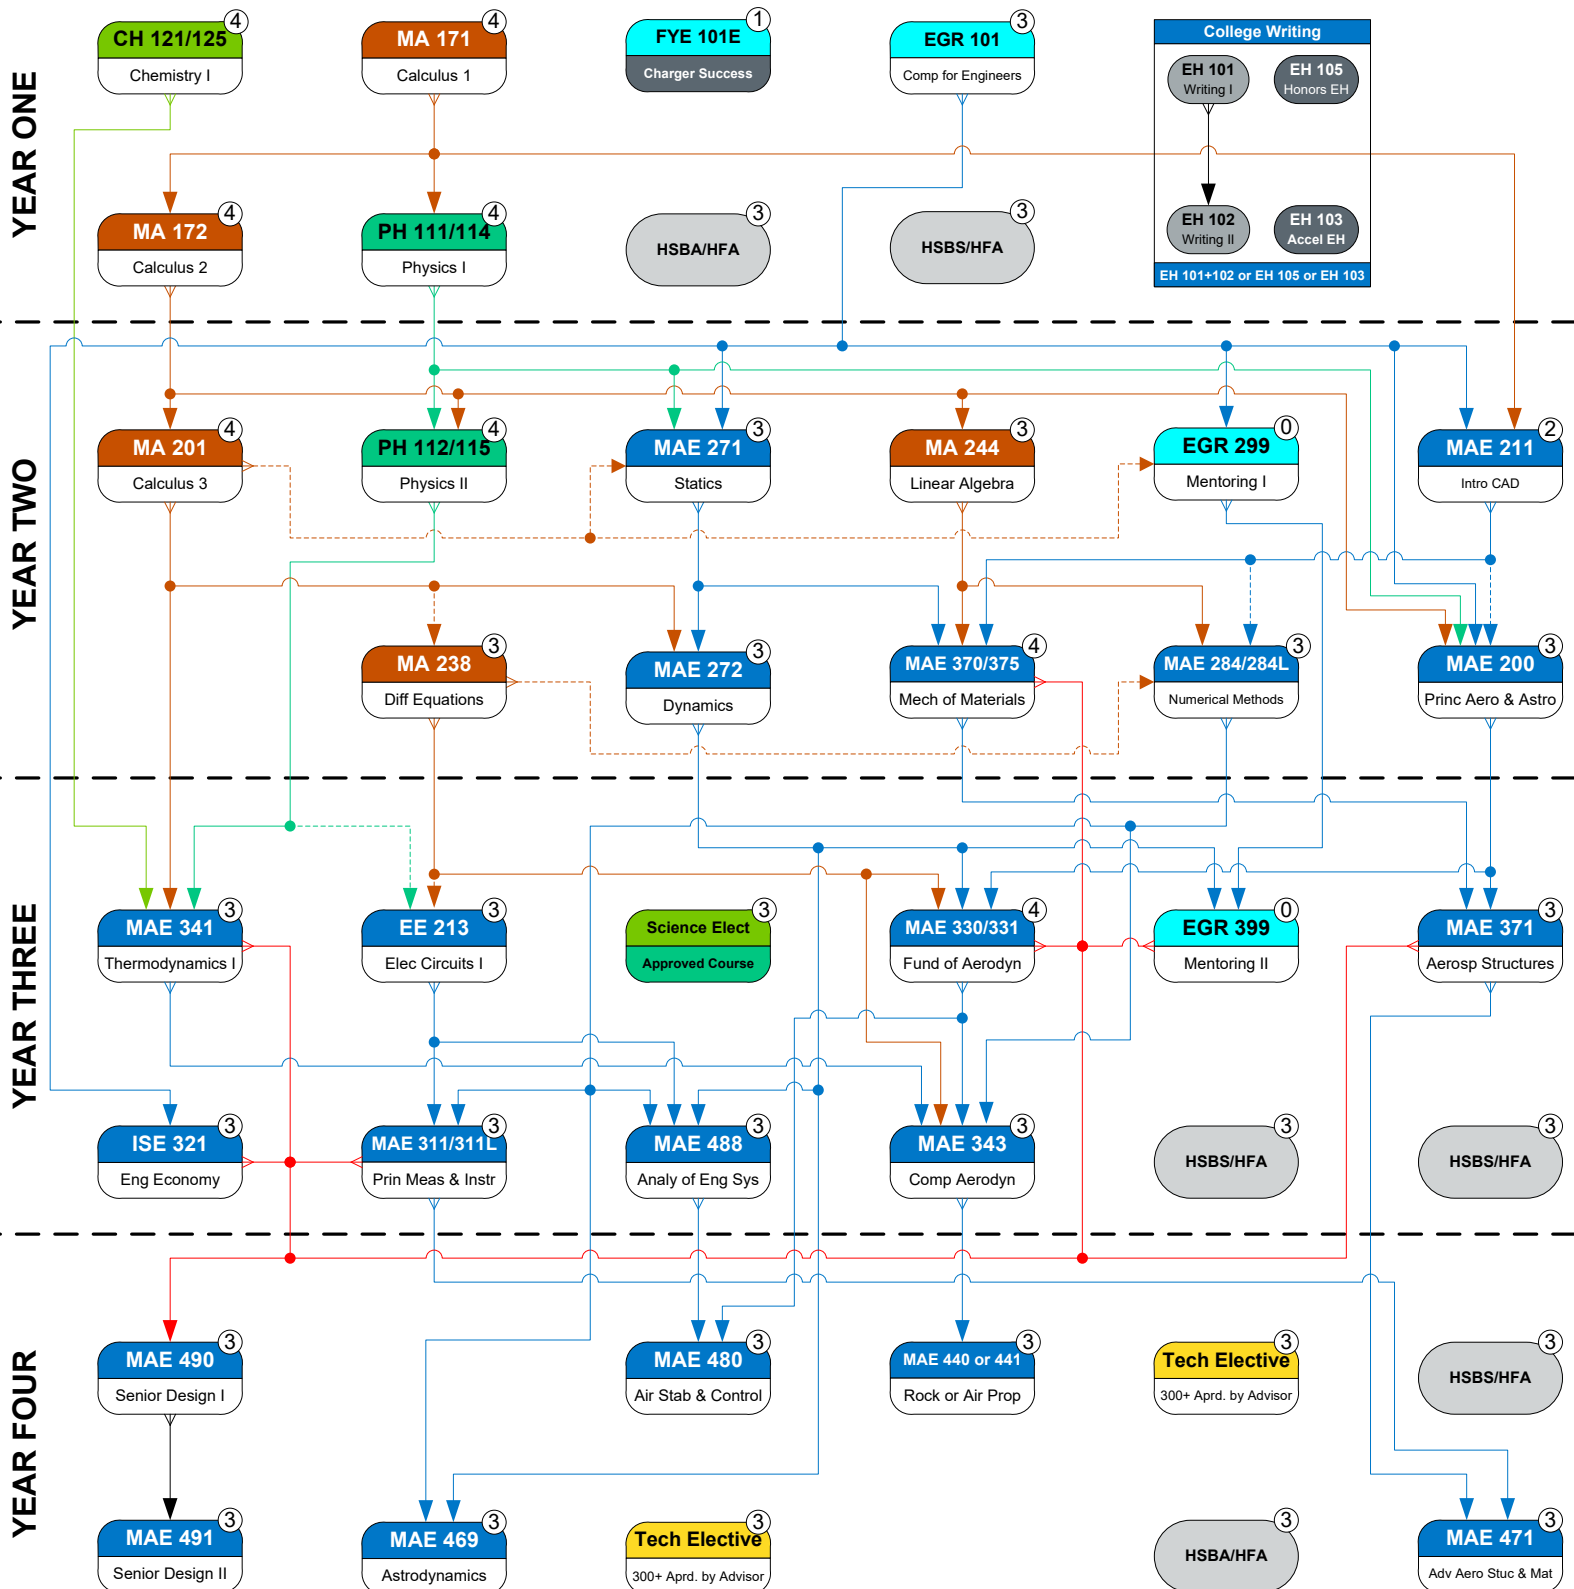 YEAR ONE
4
CH 121/125
Chemistry I
4
MA 171
Calculus 1
1
FYE 101E
Charger Success
3
EGR 101
Comp for Engineers
College Writing
EH 101
Writing I
EH 105
Honors EH
EH 102
Writing II
EH 103
Accel EH
EH 101+102 or EH 105 or EH 103
4
MA 172
Calculus 2
4
PH 111/114
Physics I
3
HSBA/HFA
3
HSBS/HFA
YEAR TWO
4
MA 201
Calculus 3
4
PH 112/115
Physics II
3
MAE 271
Statics
3
MA 244
Linear Algebra
0
EGR 299
Mentoring I
2
MAE 211
Intro CAD
3
MA 238
Diff Equations
3
MAE 272
Dynamics
4
MAE 370/375
Mech of Materials
3
MAE 284/284L
Numerical Methods
3
MAE 200
Princ Aero & Astro
YEAR THREE
3
MAE 341
Thermodynamics I
3
EE 213
Elec Circuits I
3
Science Elect
Approved Course
4
MAE 330/331
Fund of Aerodyn
0
EGR 399
Mentoring II
3
MAE 371
Aerosp Structures
3
ISE 321
Eng Economy
3
MAE 311/311L
Prin Meas & Instr
3
MAE 488
Analy of Eng Sys
3
MAE 343
Comp Aerodyn
3
HSBS/HFA
3
HSBS/HFA
YEAR FOUR
3
MAE 490
Senior Design I
3
MAE 480
Air Stab & Control
3
MAE 440 or 441
Rock or Air Prop
3
Tech Elective
300+ Aprd. by Advisor
3
HSBS/HFA
3
MAE 491
Senior Design II
3
MAE 469
Astrodynamics
3
Tech Elective
300+ Aprd. by Advisor
3
HSBA/HFA
3
MAE 471
Adv Aero Stuc & Mat